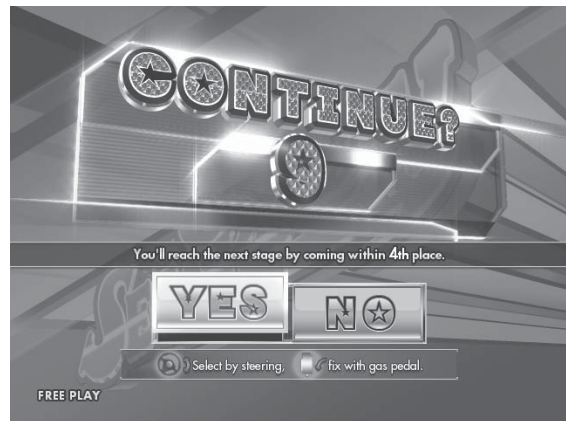 CONTINUE?
9
You'll reach the next stage by coming within 4th place.
YES NO
Select by steering, fix with gas pedal.
FREE PLAY